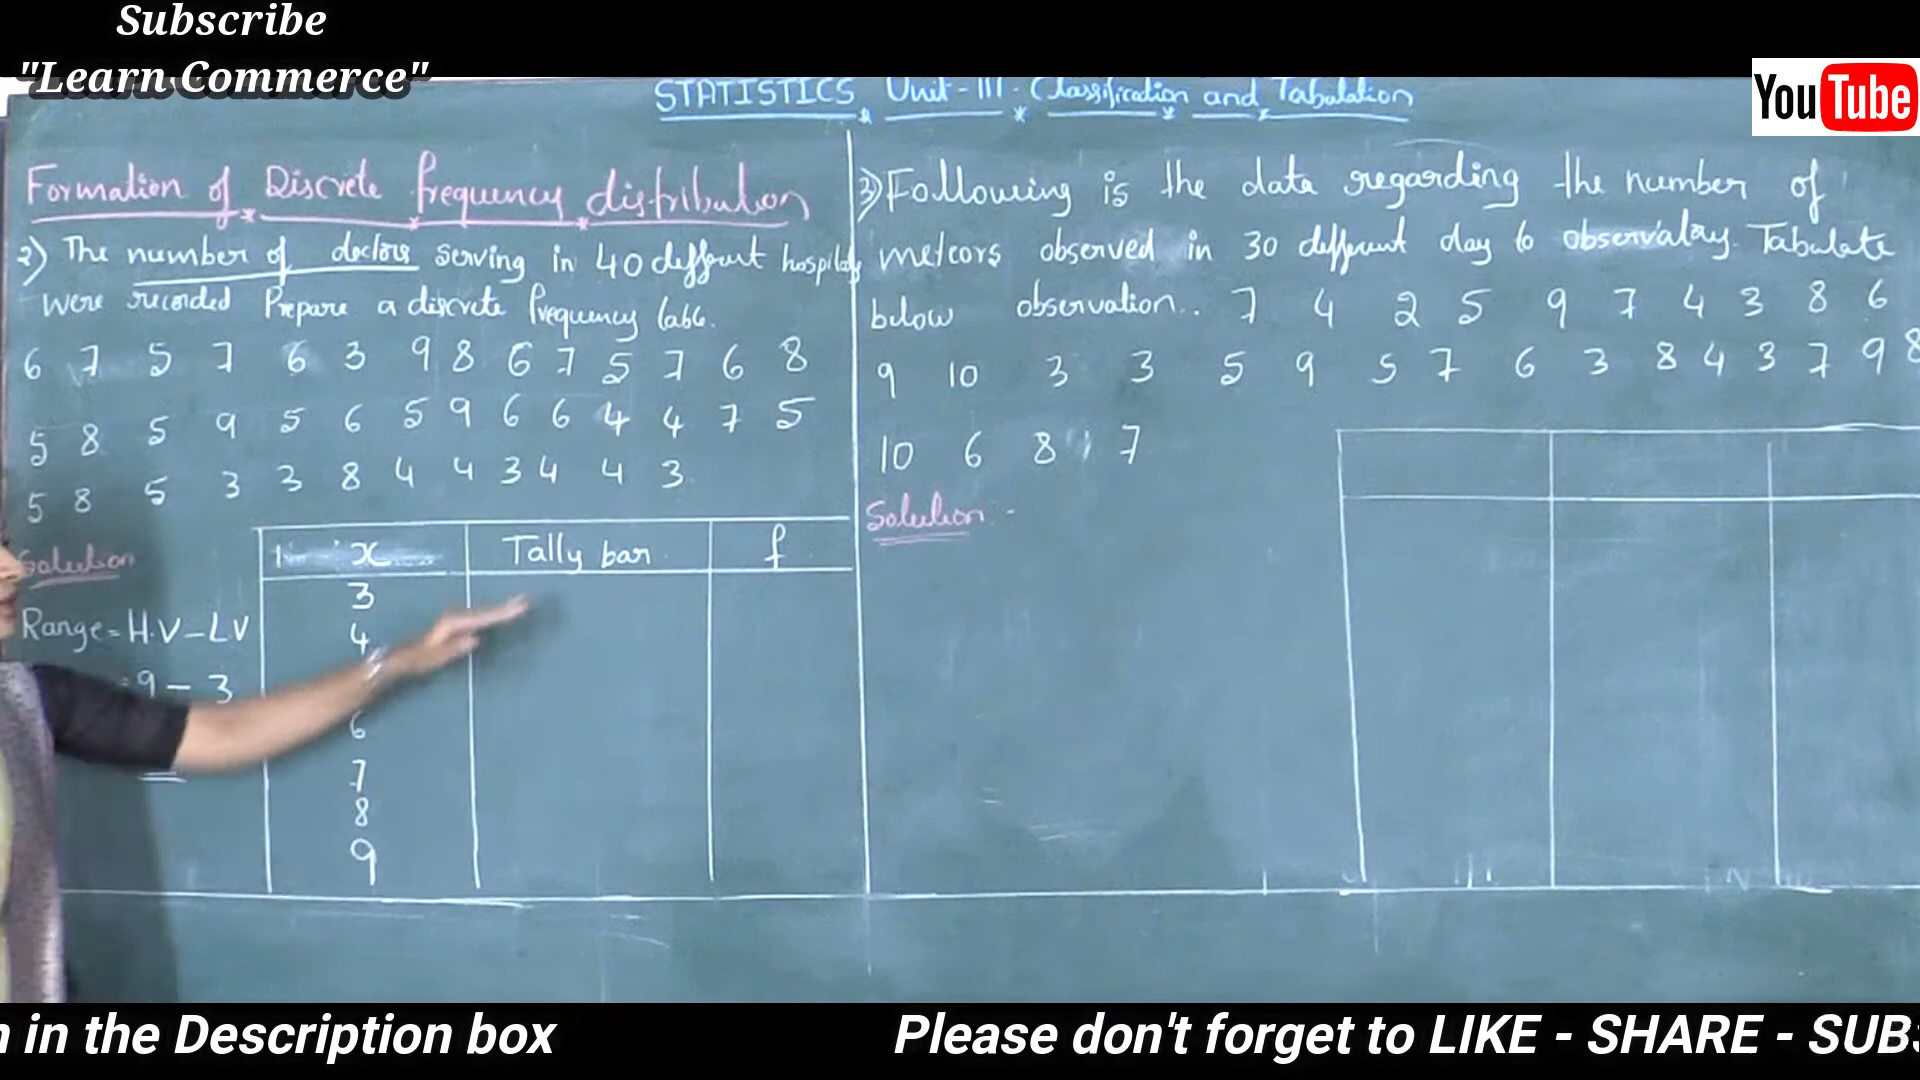 Subscribe
"Learn Commerce"
YouTube
STATISTICS Unit - III - Classification and Tabulation
Formation of Discrete frequency distribution
2) The number of doctors serving in 40 different hospitals
were recorded Prepare a discrete frequency table.
6 7 5 7 6 3 9 8 6 7 5 7 6 8
5 8 5 9 5 6 5 9 6 6 4 4 7 5
5 8 5 3 3 8 4 4 3 4 4 3
Solution
Range = H.V - LV
= 9 - 3
x Tally bar f
3
4
6
7
8
9
3) Following is the data regarding the number of
meteors observed in 30 different day to observatory. Tabulate
below observation. 7 4 2 5 9 7 4 3 8 6
9 10 3 3 5 9 5 7 6 3 8 4 3 7 9 8
10 6 8 7
Solution -
in the Description box
Please don't forget to LIKE - SHARE - SUBS